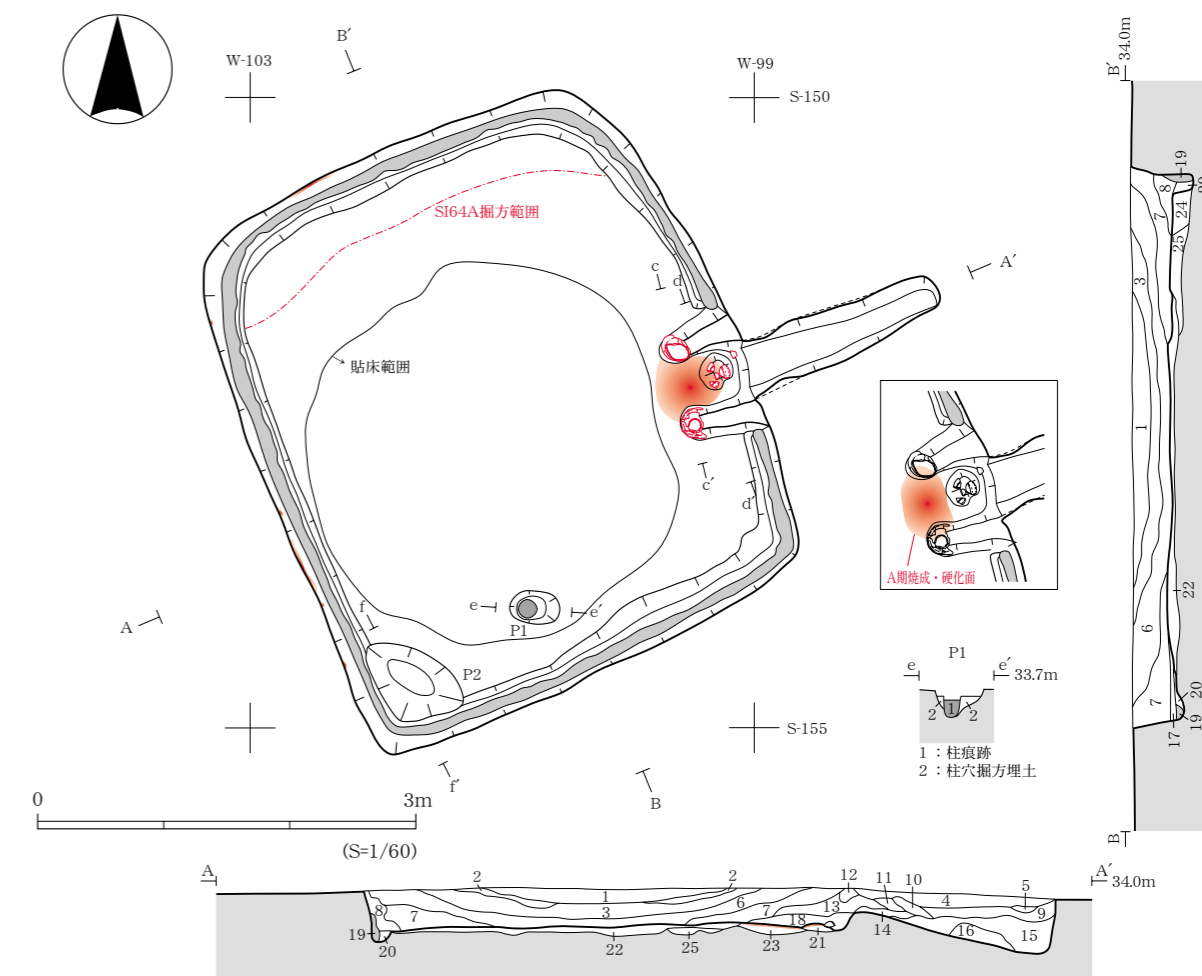 B′
W-103
W-99
S-150
SI64A掘方範囲
c
d
A′
貼床範囲
c′
d′
A期焼成・硬化面
e
e′
P1
f
A
P2
S-155
f′
B
0
3m
(S=1/60)
P1
e
e′
33.7m
2
1
2
1:柱痕跡
2:柱穴掘方埋土
B′
34.0m
19
8
7
24
25
3
1
22
6
7
20
19
17
B
A
A′
34.0m
2
2
12
11
10
5
1
6
4
8
7
3
7
13
9
18
14
16
15
19
20
22
25
23
21